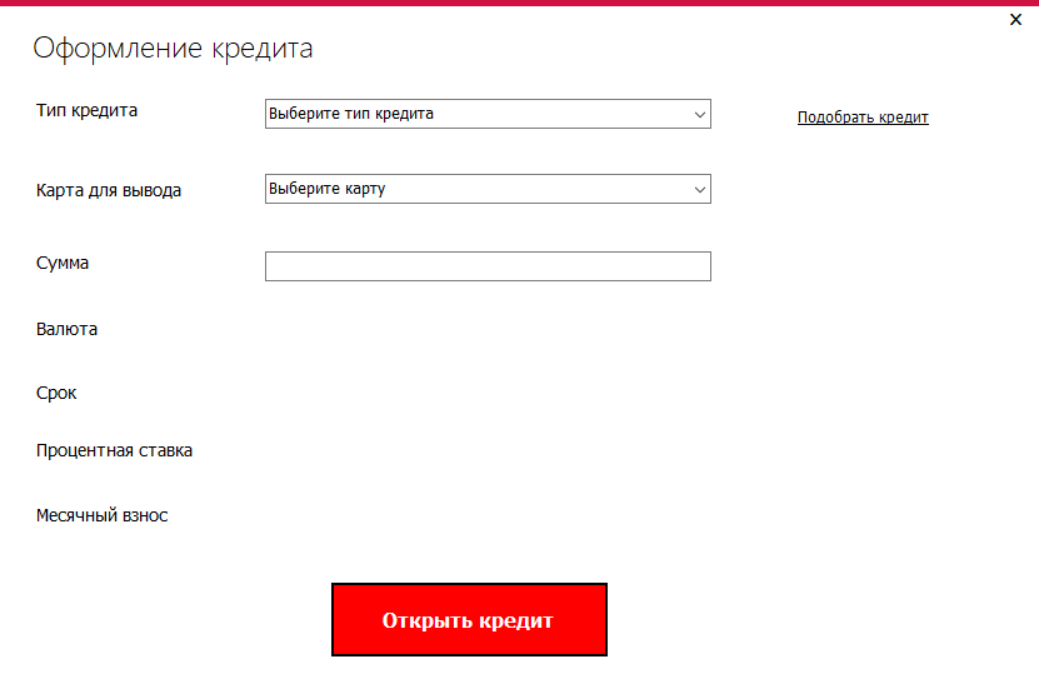 x
Оформление кредита
Тип кредита
Выберите тип кредита
Подобрать кредит
Карта для вывода
Выберите карту
Сумма
Валюта
Срок
Процентная ставка
Месячный взнос
Открыть кредит